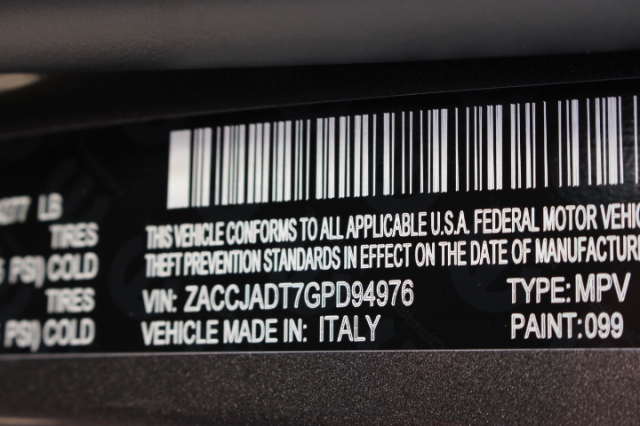 LB
TIRES
PSI) COLD
TIRES
PSI) COLD
THIS VEHICLE CONFORMS TO ALL APPLICABLE U.S.A. FEDERAL MOTOR VEHIC
THEFT PREVENTION STANDARDS IN EFFECT ON THE DATE OF MANUFACTURE
VIN: ZACCJADT7GPD94976 TYPE: MPV
VEHICLE MADE IN: ITALY PAINT: 099